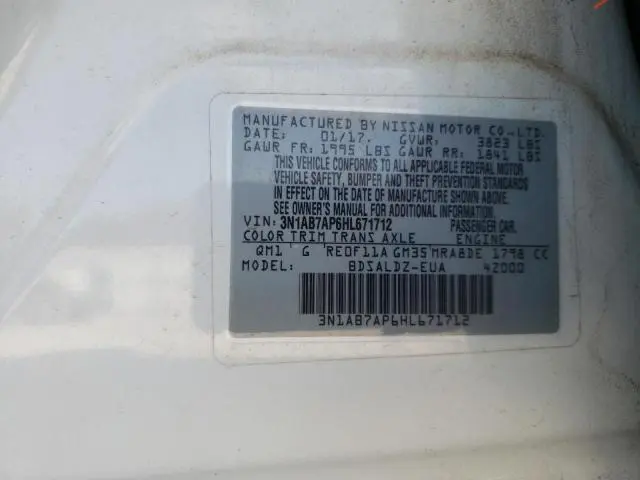 MANUFACTURED BY NISSAN MOTOR CO.,LTD.
DATE: 01/17. GVWR: 3823 LBS
GAWR FR: 1995 LBS GAWR RR: 1841 LBS
THIS VEHICLE CONFORMS TO ALL APPLICABLE FEDERAL MOTOR
VEHICLE SAFETY, BUMPER AND THEFT PREVENTION STANDARDS
IN EFFECT ON THE DATE OF MANUFACTURE SHOWN ABOVE.
SEE OWNER'S MANUAL FOR ADDITIONAL INFORMATION.
VIN: 3N1AB7AP6HL671712 PASSENGER CAR.
COLOR TRIM TRANS AXLE ENGINE
QM1 G RE0F11A GM35 MRA8DE 1798 CC
MODEL: BDSALDZ-EUA 42000
3N1AB7AP6HL671712